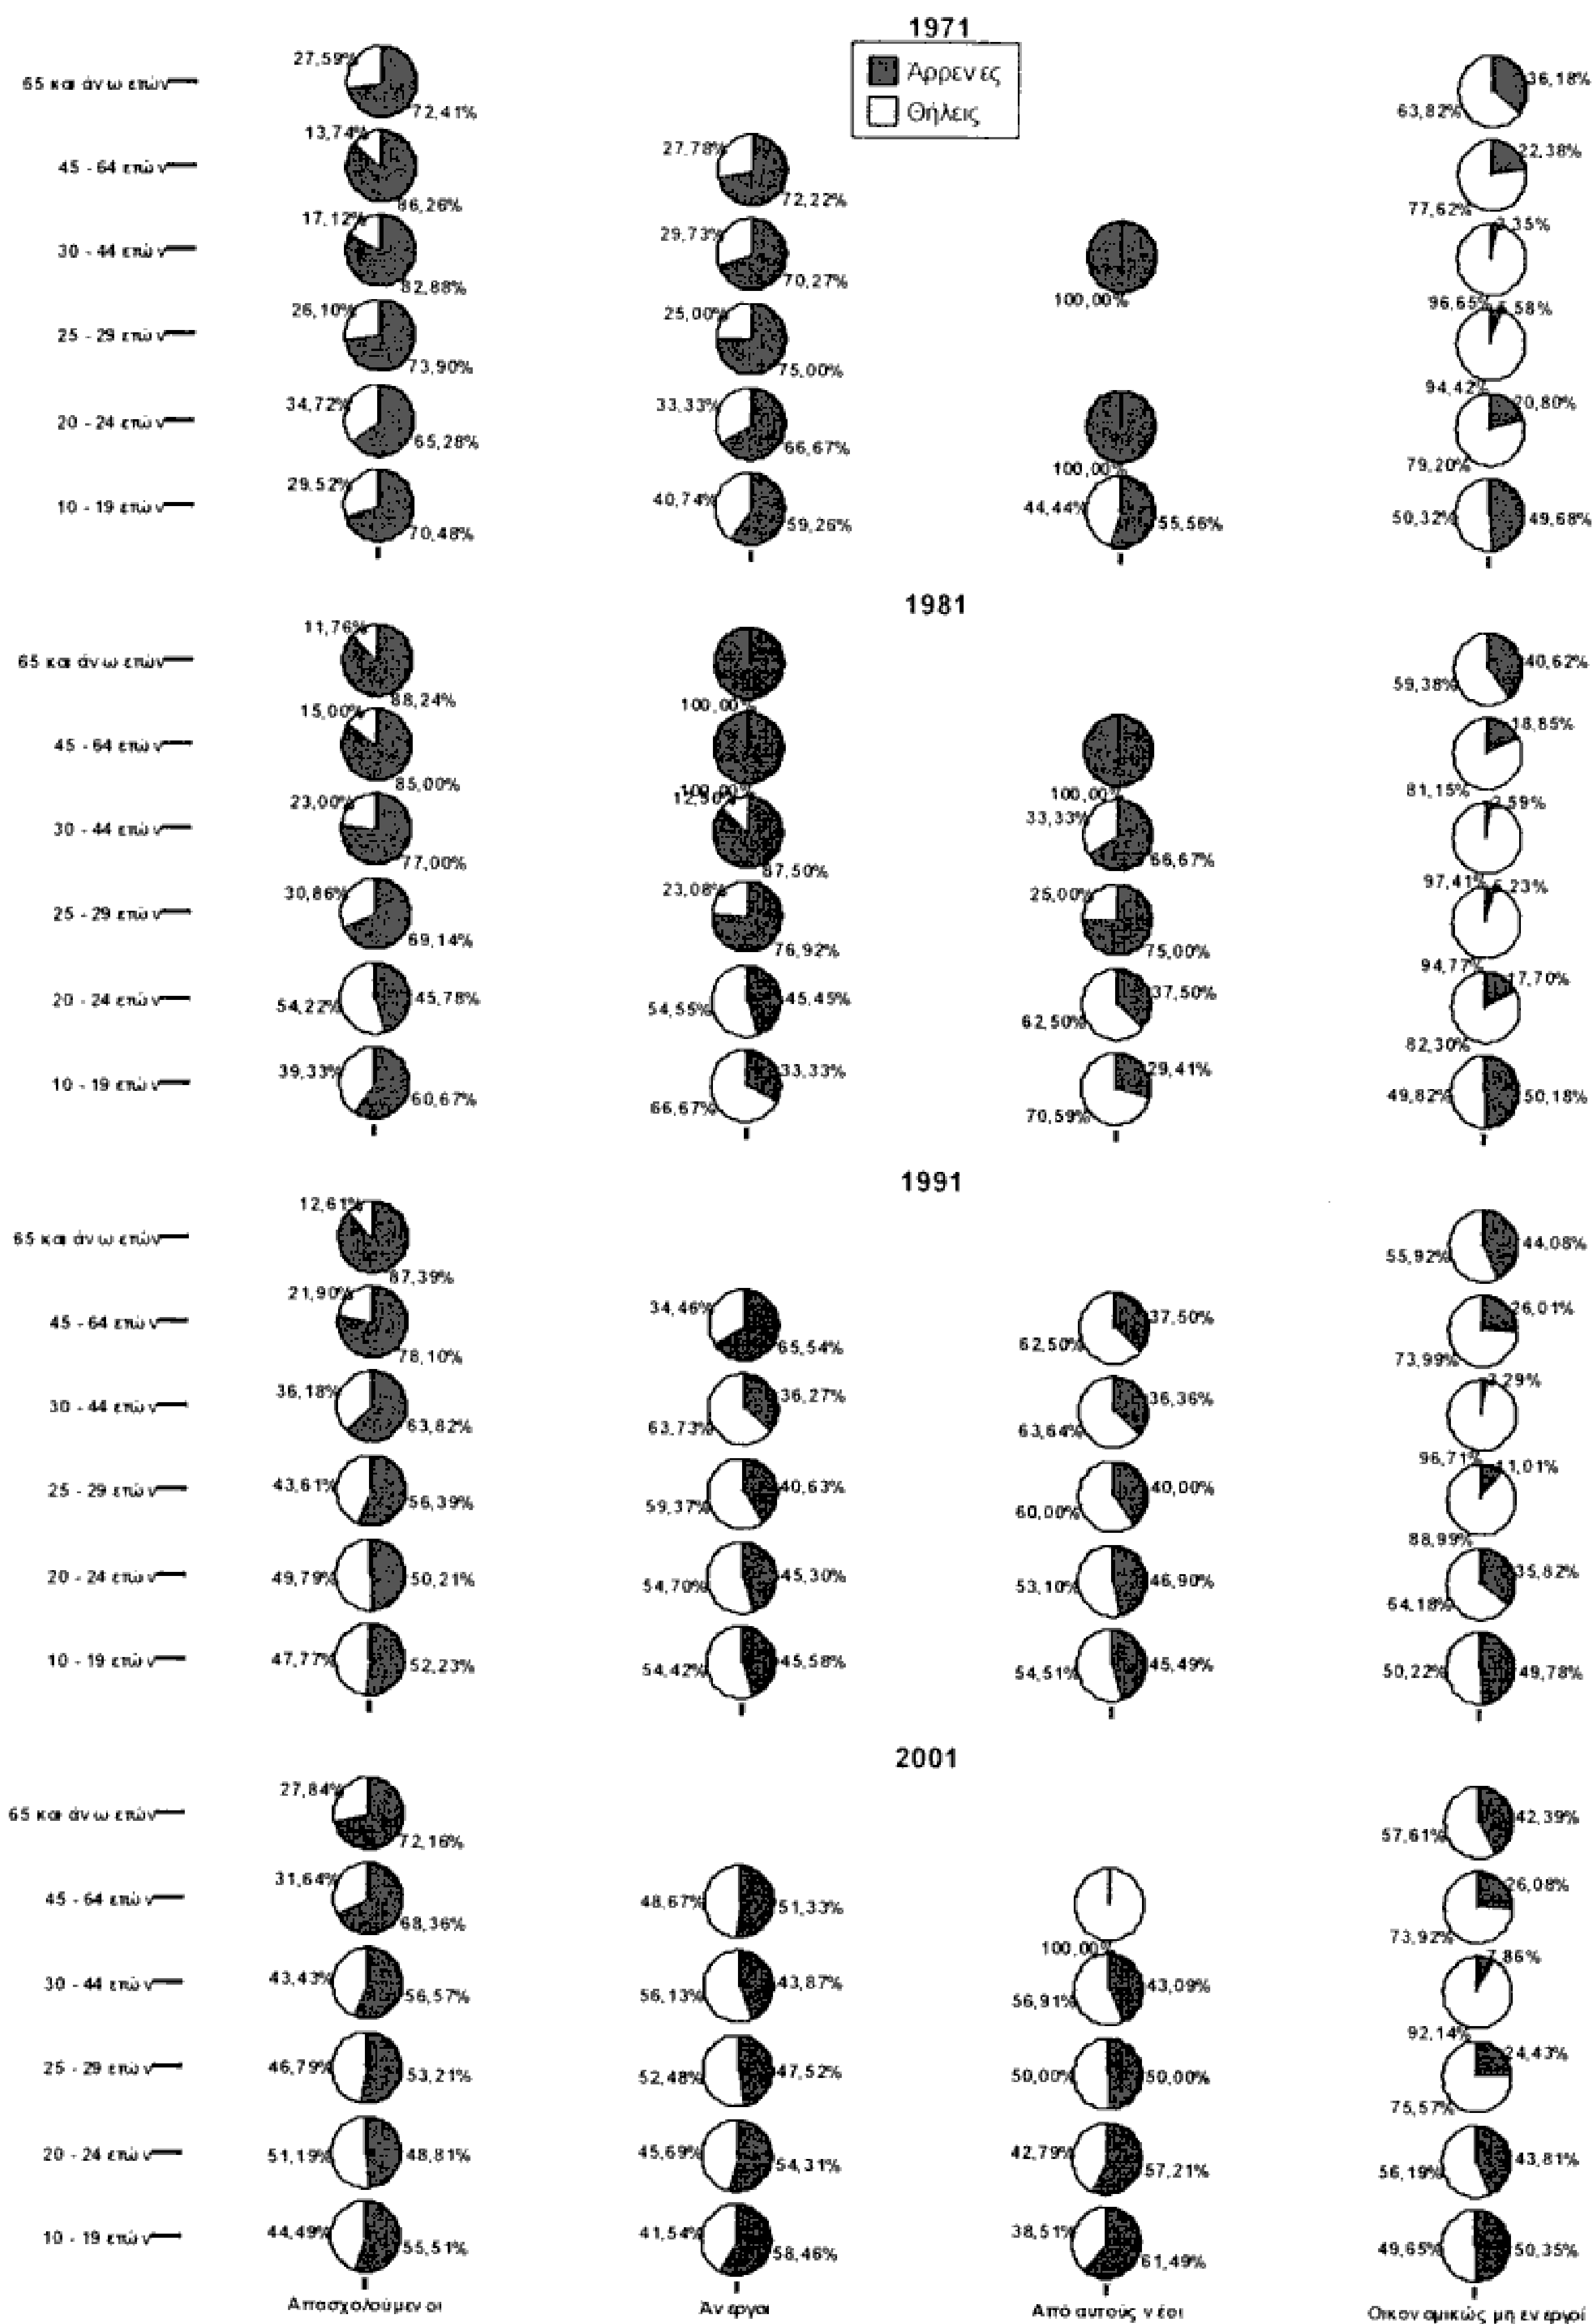 1971
Άρρενες
Θήλεις
65 και άνω ετών 27,59% 72,41% 63,82% 36,18%
45 - 64 ετών 13,74% 86,26% 27,78% 72,22% 77,62% 22,38%
30 - 44 ετών 17,12% 82,88% 29,73% 70,27% 100,00% 96,65% 3,35%
25 - 29 ετών 26,10% 73,90% 25,00% 75,00% 94,42% 5,58%
20 - 24 ετών 34,72% 65,28% 33,33% 66,67% 100,00% 79,20% 20,80%
10 - 19 ετών 29,52% 70,48% 40,74% 59,26% 44,44% 55,56% 50,32% 49,68%
1981
65 και άνω ετών 11,76% 88,24% 100,00% 59,38% 40,62%
45 - 64 ετών 15,00% 85,00% 100,00% 100,00% 81,15% 18,85%
30 - 44 ετών 23,00% 77,00% 12,50% 87,50% 33,33% 66,67% 97,41% 2,59%
25 - 29 ετών 30,86% 69,14% 23,08% 76,92% 25,00% 75,00% 94,77% 5,23%
20 - 24 ετών 54,22% 45,78% 54,55% 45,45% 62,50% 37,50% 82,30% 17,70%
10 - 19 ετών 39,33% 60,67% 66,67% 33,33% 70,59% 29,41% 49,82% 50,18%
1991
65 και άνω ετών 12,61% 87,39% 55,92% 44,08%
45 - 64 ετών 21,90% 78,10% 34,46% 65,54% 62,50% 37,50% 73,99% 26,01%
30 - 44 ετών 36,18% 63,82% 63,73% 36,27% 63,64% 36,36% 96,71% 3,29%
25 - 29 ετών 43,61% 56,39% 59,37% 40,63% 60,00% 40,00% 88,99% 11,01%
20 - 24 ετών 49,79% 50,21% 54,70% 45,30% 53,10% 46,90% 64,18% 35,82%
10 - 19 ετών 47,77% 52,23% 54,42% 45,58% 54,51% 45,49% 50,22% 49,78%
2001
65 και άνω ετών 27,84% 72,16% 57,61% 42,39%
45 - 64 ετών 31,64% 68,36% 48,67% 51,33% 100,00% 73,92% 26,08%
30 - 44 ετών 43,43% 56,57% 56,13% 43,87% 56,91% 43,09% 92,14% 7,86%
25 - 29 ετών 46,79% 53,21% 52,48% 47,52% 50,00% 50,00% 75,57% 24,43%
20 - 24 ετών 51,19% 48,81% 45,69% 54,31% 42,79% 57,21% 56,19% 43,81%
10 - 19 ετών 44,49% 55,51% 41,54% 58,46% 38,51% 61,49% 49,65% 50,35%
Απασχολούμενοι Άνεργοι Από αυτούς νέοι Οικονομικώς μη ενεργοί